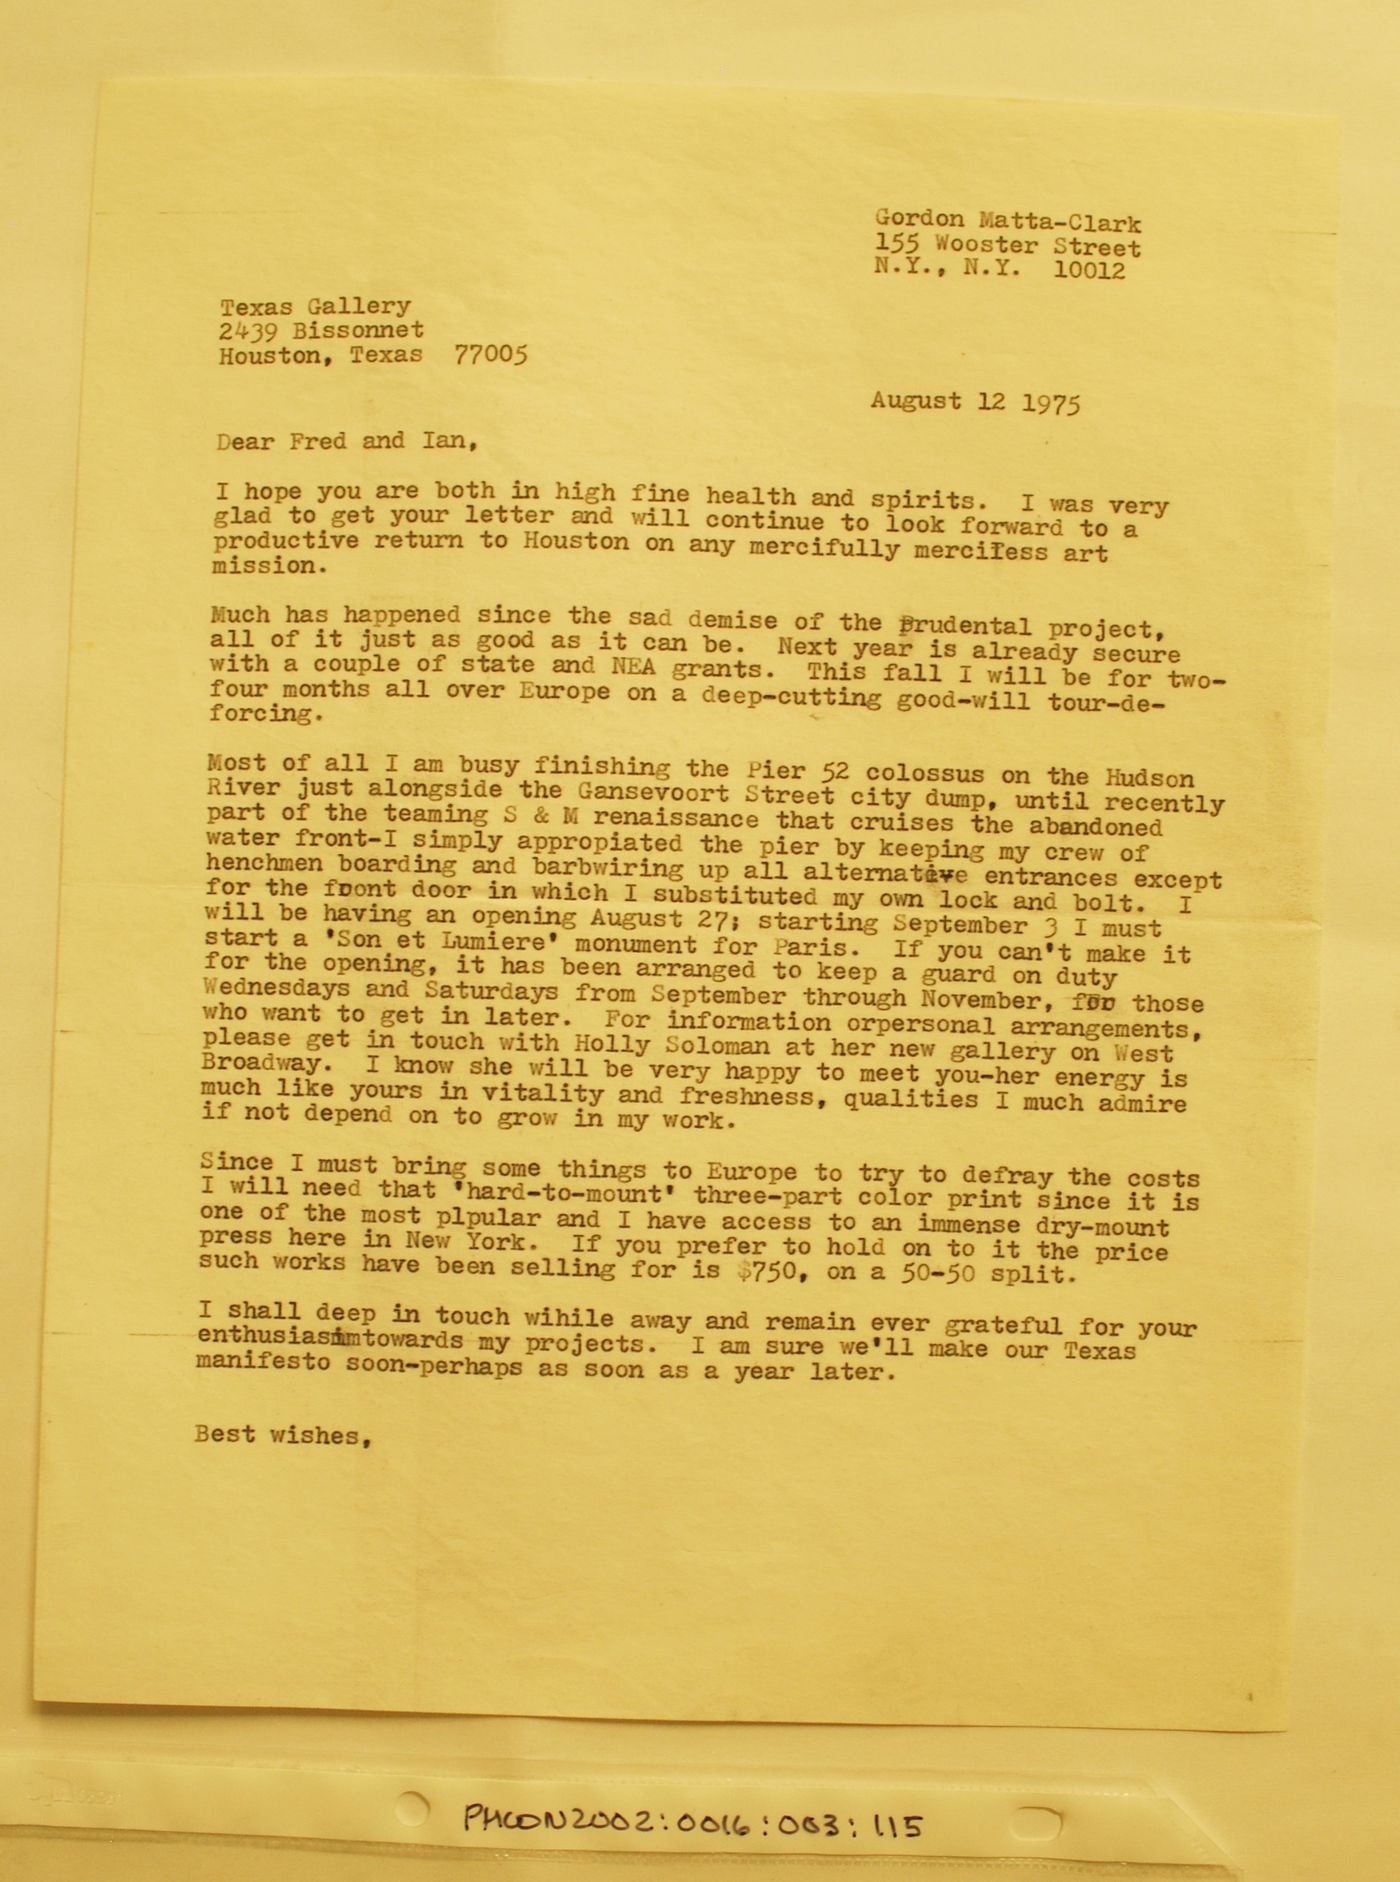 Gordon Matta-Clark
155 Wooster Street
N.Y., N.Y. 10012
Texas Gallery
2439 Bissonnet
Houston, Texas 77005
August 12 1975
Dear Fred and Ian,
I hope you are both in high fine health and spirits. I was very
glad to get your letter and will continue to look forward to a
productive return to Houston on any mercifully merciless art
mission.
Much has happened since the sad demise of the Prudental project,
all of it just as good as it can be. Next year is already secure
with a couple of state and NEA grants. This fall I will be for two-
four months all over Europe on a deep-cutting good-will tour-de-
forcing.
Most of all I am busy finishing the Pier 52 colossus on the Hudson
River just alongside the Gansevoort Street city dump, until recently
part of the teaming S & M renaissance that cruises the abandoned
water front-I simply appropiated the pier by keeping my crew of
henchmen boarding and barbwiring up all alternative entrances except
for the front door in which I substituted my own lock and bolt. I
will be having an opening August 27; starting September 3 I must
start a 'Son et Lumiere' monument for Paris. If you can't make it
for the opening, it has been arranged to keep a guard on duty
Wednesdays and Saturdays from September through November, for those
who want to get in later. For information orpersonal arrangements,
please get in touch with Holly Soloman at her new gallery on West
Broadway. I know she will be very happy to meet you-her energy is
much like yours in vitality and freshness, qualities I much admire
if not depend on to grow in my work.
Since I must bring some things to Europe to try to defray the costs
I will need that 'hard-to-mount' three-part color print since it is
one of the most plpular and I have access to an immense dry-mount
press here in New York. If you prefer to hold on to it the price
such works have been selling for is $750, on a 50-50 split.
I shall deep in touch wihile away and remain ever grateful for your
enthusiasimtowards my projects. I am sure we'll make our Texas
manifesto soon-perhaps as soon as a year later.
Best wishes,
PHCON2002:0016:003:115